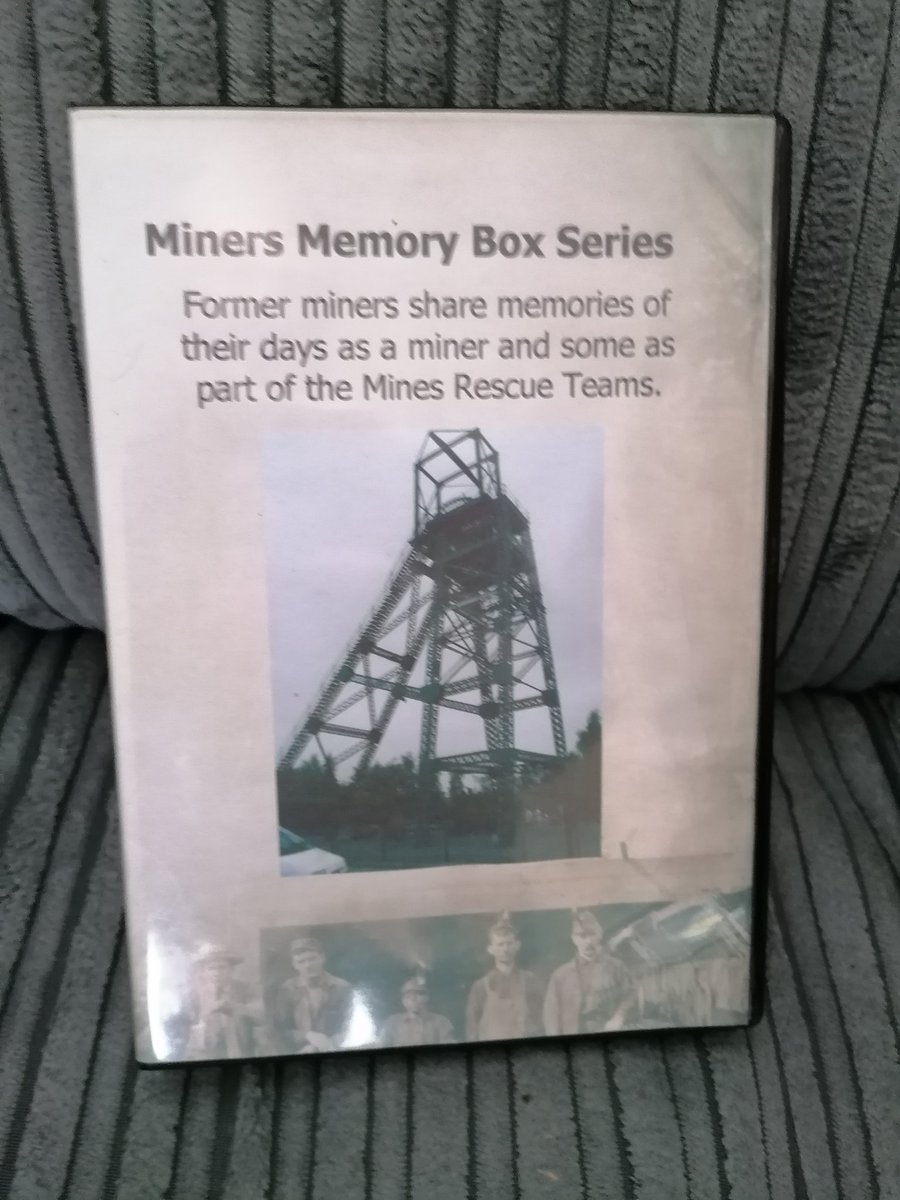 Miners Memory Box Series
Former miners share memories of
their days as a miner and some as
part of the Mines Rescue Teams.